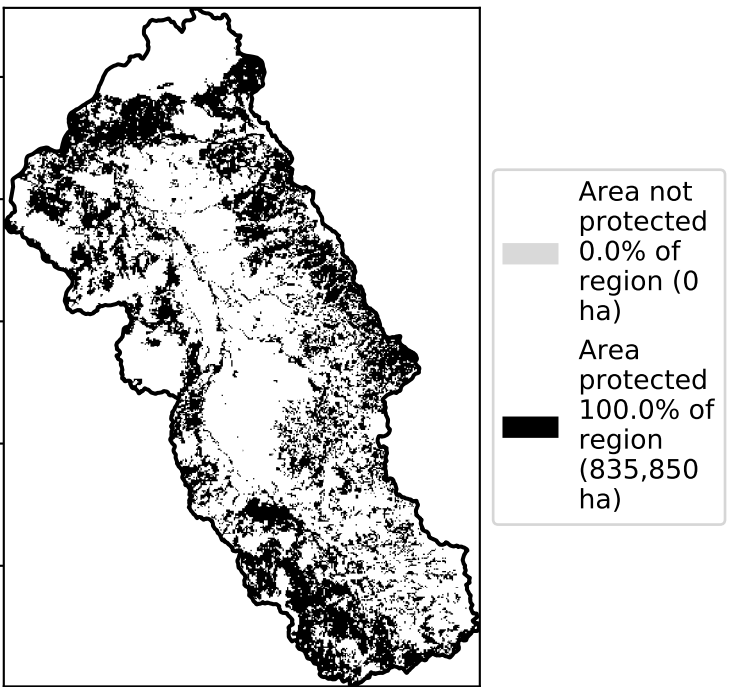 Area not
protected
0.0% of
region (0
ha)
Area
protected
100.0% of
region
(835,850
ha)